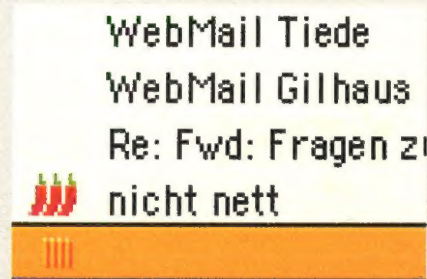 WebMail Tiede
WebMail Gilhaus
Re: Fwd: Fragen zu
nicht nett